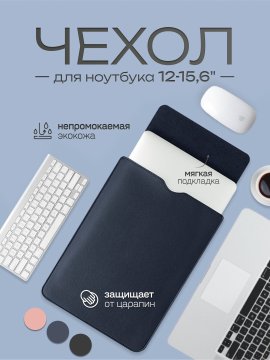 ЧЕХОЛ
для ноутбука 12-15,6"
непромокаемая
экокожа
мягкая
подкладка
защищает
от царапин